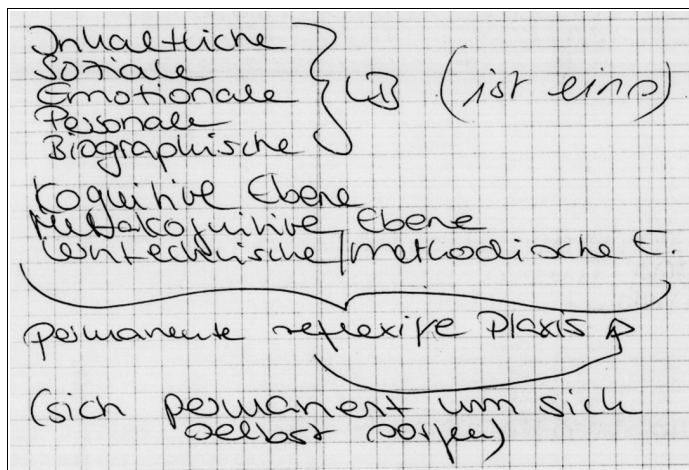 Inhaltliche
Soziale
Emotionale
Personale
Biographische
LB (ist eins)
Kognitive Ebene
Metakognitive Ebene
lerntechnische/methodische E.
permanente reflexive Praxis
(sich permanent um sich
selbst sorgen)